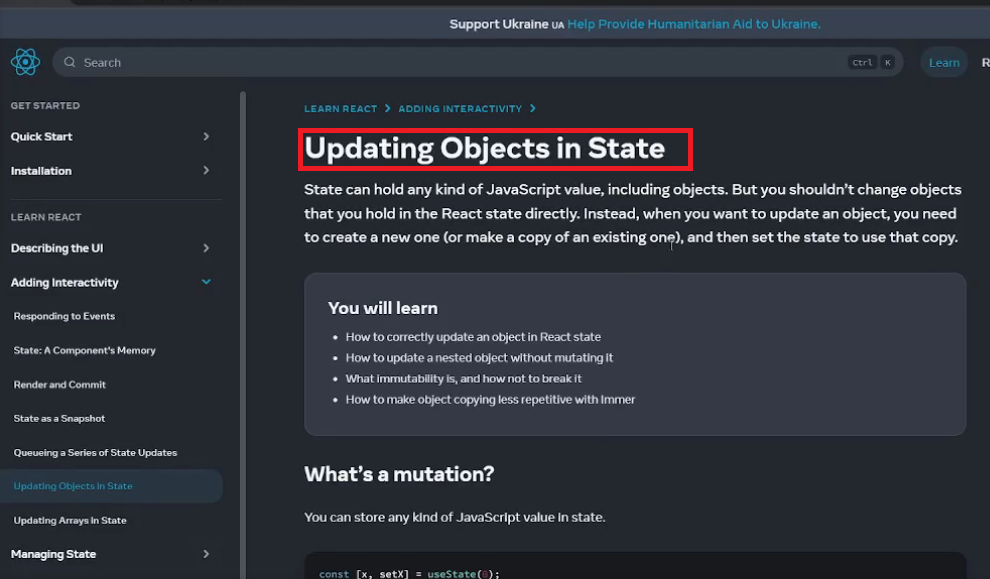 Support Ukraine UA Help Provide Humanitarian Aid to Ukraine.
Search
Ctrl K
Learn
R
GET STARTED
Quick Start
Installation
LEARN REACT
Describing the UI
Adding Interactivity
Responding to Events
State: A Component's Memory
Render and Commit
State as a Snapshot
Queueing a Series of State Updates
Updating Objects in State
Updating Arrays in State
Managing State
LEARN REACT > ADDING INTERACTIVITY >
Updating Objects in State
State can hold any kind of JavaScript value, including objects. But you shouldn’t change objects
that you hold in the React state directly. Instead, when you want to update an object, you need
to create a new one (or make a copy of an existing one), and then set the state to use that copy.
You will learn
• How to correctly update an object in React state
• How to update a nested object without mutating it
• What immutability is, and how not to break it
• How to make object copying less repetitive with Immer
What’s a mutation?
You can store any kind of JavaScript value in state.
const [x, setX] = useState(0);